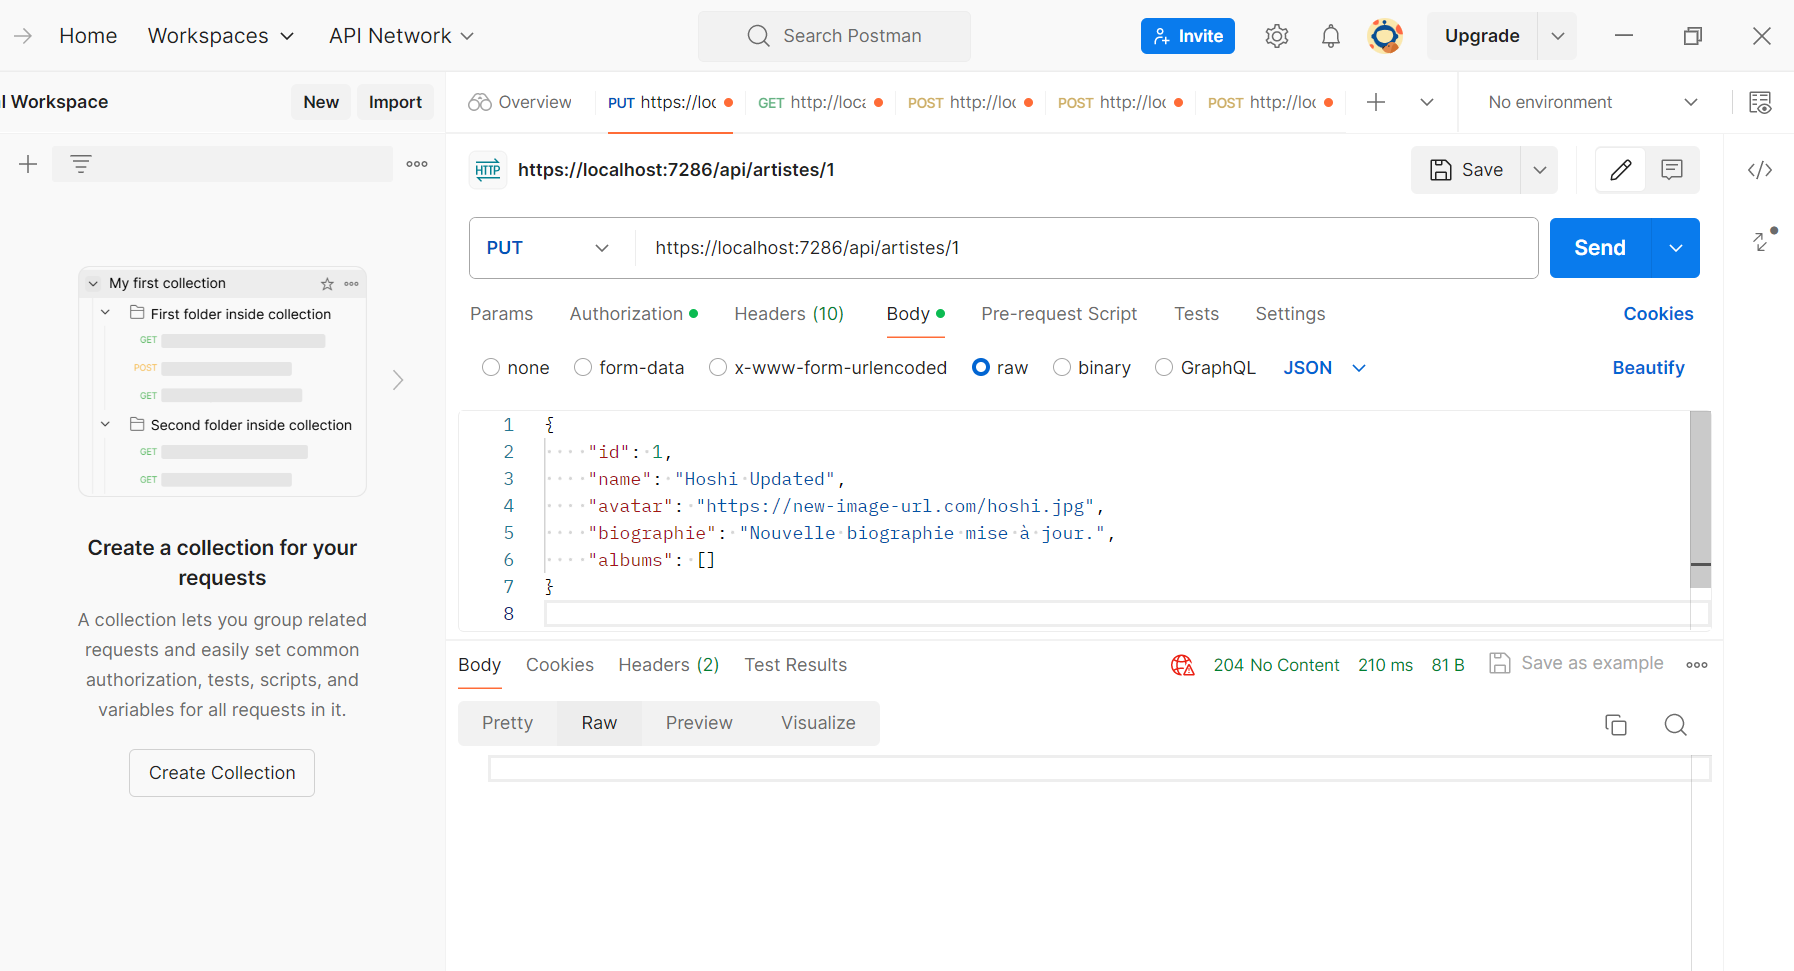 Home Workspaces API Network Search Postman Invite Upgrade
l Workspace New Import Overview PUT https://loc GET http://loca POST http://loc POST http://loc POST http://loc No environment
HTTP https://localhost:7286/api/artistes/1 Save
PUT https://localhost:7286/api/artistes/1 Send
My first collection
First folder inside collection
GET
POST
GET
Second folder inside collection
GET
GET
Create a collection for your
requests
A collection lets you group related
requests and easily set common
authorization, tests, scripts, and
variables for all requests in it.
Create Collection
Params Authorization Headers (10) Body Pre-request Script Tests Settings Cookies
none form-data x-www-form-urlencoded raw binary GraphQL JSON Beautify
1 {
2 "id": 1,
3 "name": "Hoshi Updated",
4 "avatar": "https://new-image-url.com/hoshi.jpg",
5 "biographie": "Nouvelle biographie mise à jour.",
6 "albums": []
7 }
8
Body Cookies Headers (2) Test Results 204 No Content 210 ms 81 B Save as example
Pretty Raw Preview Visualize